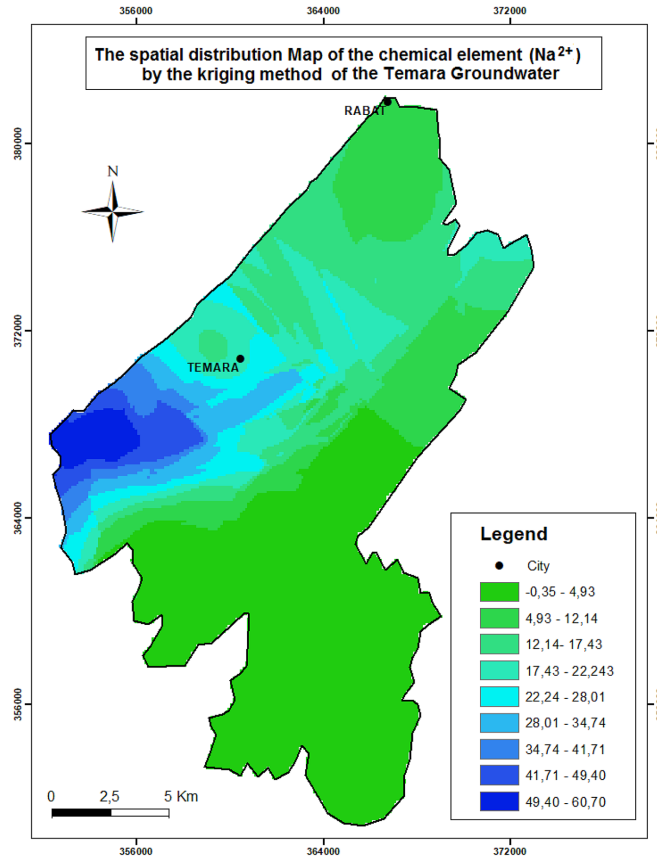 356000 364000 372000
The spatial distribution Map of the chemical element (Na²⁺)
by the kriging method of the Temara Groundwater
RABAT
380000
N
372000
TEMARA
364000
Legend
City
-0,35 - 4,93
4,93 - 12,14
12,14- 17,43
17,43 - 22,243
22,24 - 28,01
28,01 - 34,74
34,74 - 41,71
41,71 - 49,40
49,40 - 60,70
356000
0 2,5 5 Km
356000 364000 372000